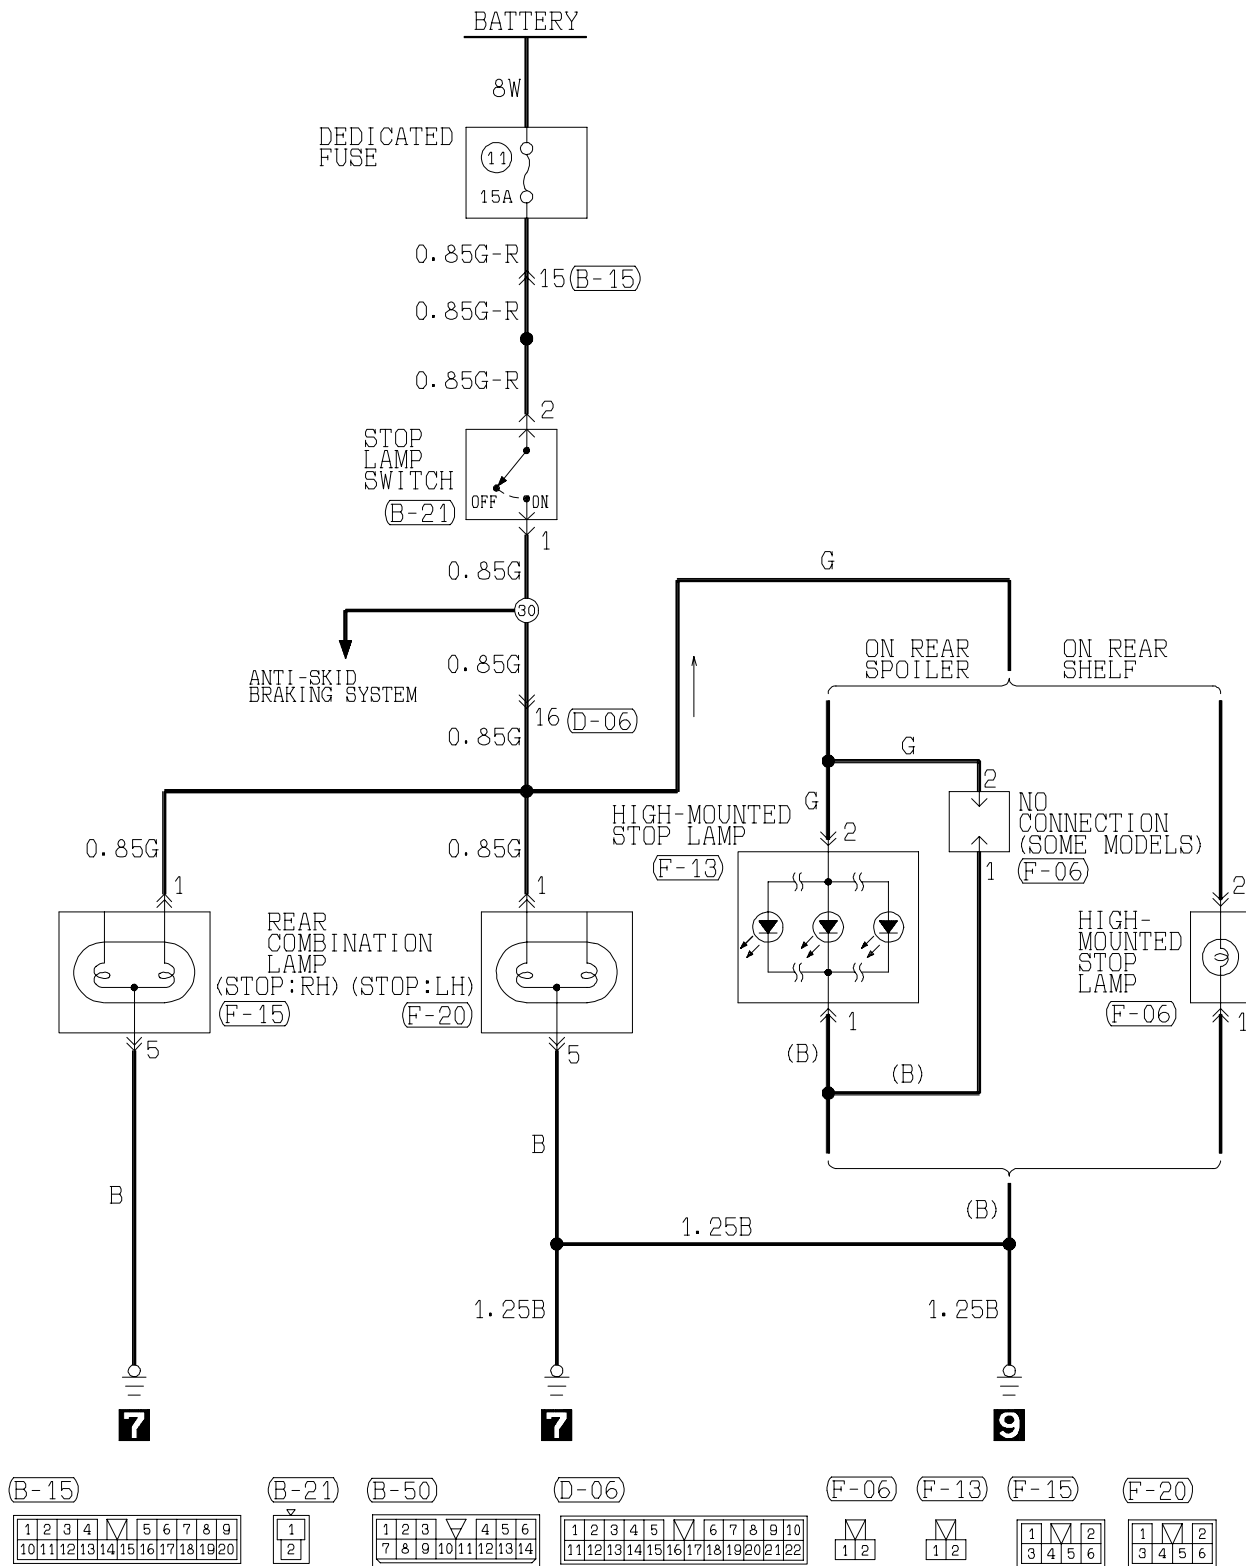 BATTERY
8W
DEDICATED
FUSE
11
15A
0.85G-R
15 (B-15)
0.85G-R
0.85G-R
2
STOP
LAMP
SWITCH
(B-21)
OFF ON
1
0.85G
30
ANTI-SKID
BRAKING SYSTEM
0.85G
16 (D-06)
0.85G
G
ON REAR
SPOILER
ON REAR
SHELF
G
2
G
HIGH-MOUNTED
STOP LAMP
(F-13)
2
NO
CONNECTION
(SOME MODELS)
(F-06)
1
0.85G
0.85G
1
1
2
REAR
COMBINATION
LAMP
(STOP:RH) (STOP:LH)
(F-15) (F-20)
HIGH-
MOUNTED
STOP
LAMP
(F-06)
1
1
5
5
(B)
(B)
B
B
(B)
1.25B
1.25B
1.25B
7
7
9
(B-15)
1 2 3 4 5 6 7 8 9
10 11 12 13 14 15 16 17 18 19 20
(B-21)
1
2
(B-50)
1 2 3 4 5 6
7 8 9 10 11 12 13 14
(D-06)
1 2 3 4 5 6 7 8 9 10
11 12 13 14 15 16 17 18 19 20 21 22
(F-06)
1 2
(F-13)
1 2
(F-15)
1 2
3 4 5 6
(F-20)
1 2
3 4 5 6